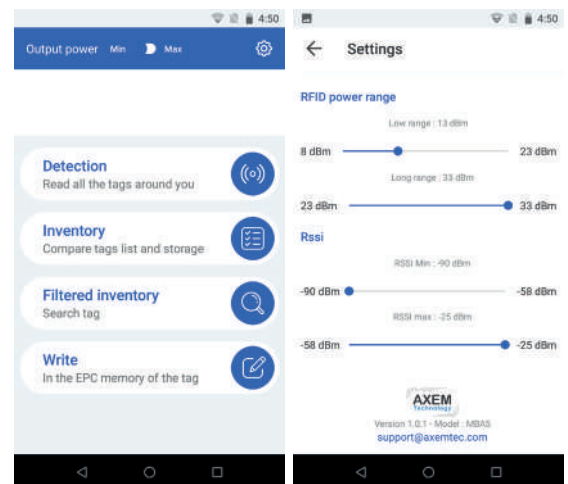 4:50
Output power Min Max
Detection
Read all the tags around you
Inventory
Compare tags list and storage
Filtered inventory
Search tag
Write
In the EPC memory of the tag
4:50
Settings
RFID power range
Low range : 13 dBm
8 dBm 23 dBm
Long range : 33 dBm
23 dBm 33 dBm
Rssi
RSSI Min : -90 dBm
-90 dBm -58 dBm
RSSI max : -25 dBm
-58 dBm -25 dBm
AXEM
Technology
Version 1.0.1 - Model : MBAS
support@axemtec.com